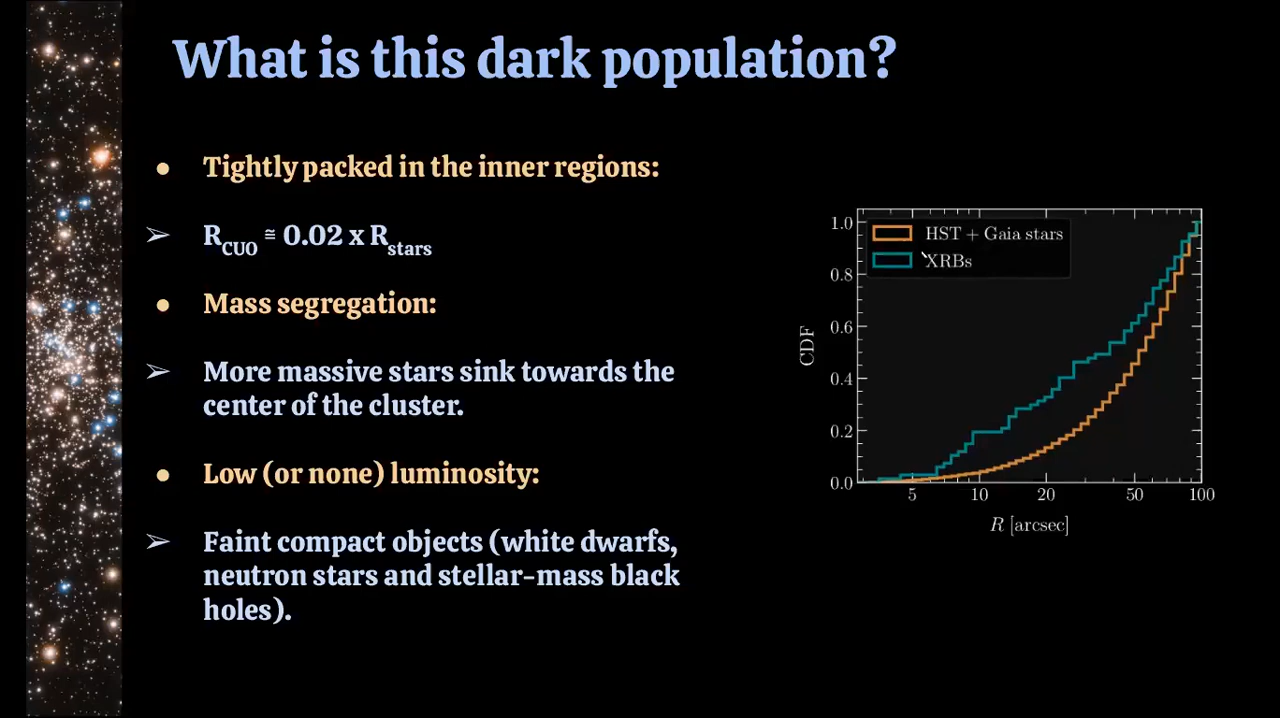 What is this dark population?
● Tightly packed in the inner regions:
➢ R_CUO ≅ 0.02 x R_stars
● Mass segregation:
➢ More massive stars sink towards the
center of the cluster.
● Low (or none) luminosity:
➢ Faint compact objects (white dwarfs,
neutron stars and stellar-mass black
holes).
HST + Gaia stars
XRBs
CDF
1.0
0.8
0.6
0.4
0.2
0.0
5 10 20 50 100
R [arcsec]